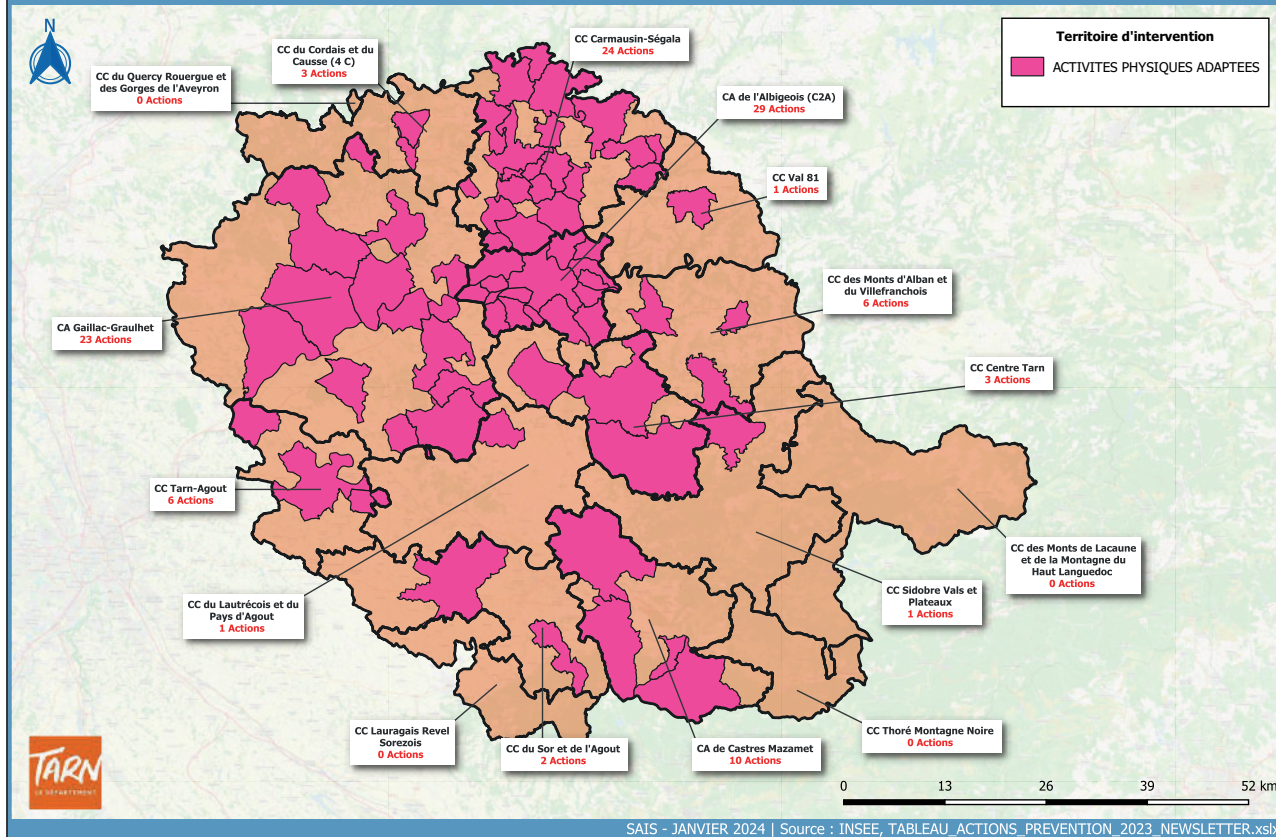 N
CC Carmausin-Ségala
24 Actions
Territoire d'intervention
ACTIVITES PHYSIQUES ADAPTEES
CC du Cordais et du
Causse (4 C)
3 Actions
CC du Quercy Rouergue et
des Gorges de l'Aveyron
0 Actions
CA de l'Albigeois (C2A)
29 Actions
CC Val 81
1 Actions
CC des Monts d'Alban et
du Villefranchois
6 Actions
CA Gaillac-Graulhet
23 Actions
CC Centre Tarn
3 Actions
CC Tarn-Agout
6 Actions
CC des Monts de Lacaune
et de la Montagne du
Haut Languedoc
0 Actions
CC Sidobre Vals et
Plateaux
1 Actions
CC du Lautrécois et du
Pays d'Agout
1 Actions
CC Lauragais Revel
Sorezois
0 Actions
CC du Sor et de l'Agout
2 Actions
CA de Castres Mazamet
10 Actions
CC Thoré Montagne Noire
0 Actions
TARN
LE DÉPARTEMENT
0 13 26 39 52 km
SAIS - JANVIER 2024 | Source : INSEE, TABLEAU_ACTIONS_PREVENTION_2023_NEWSLETTER.xslx